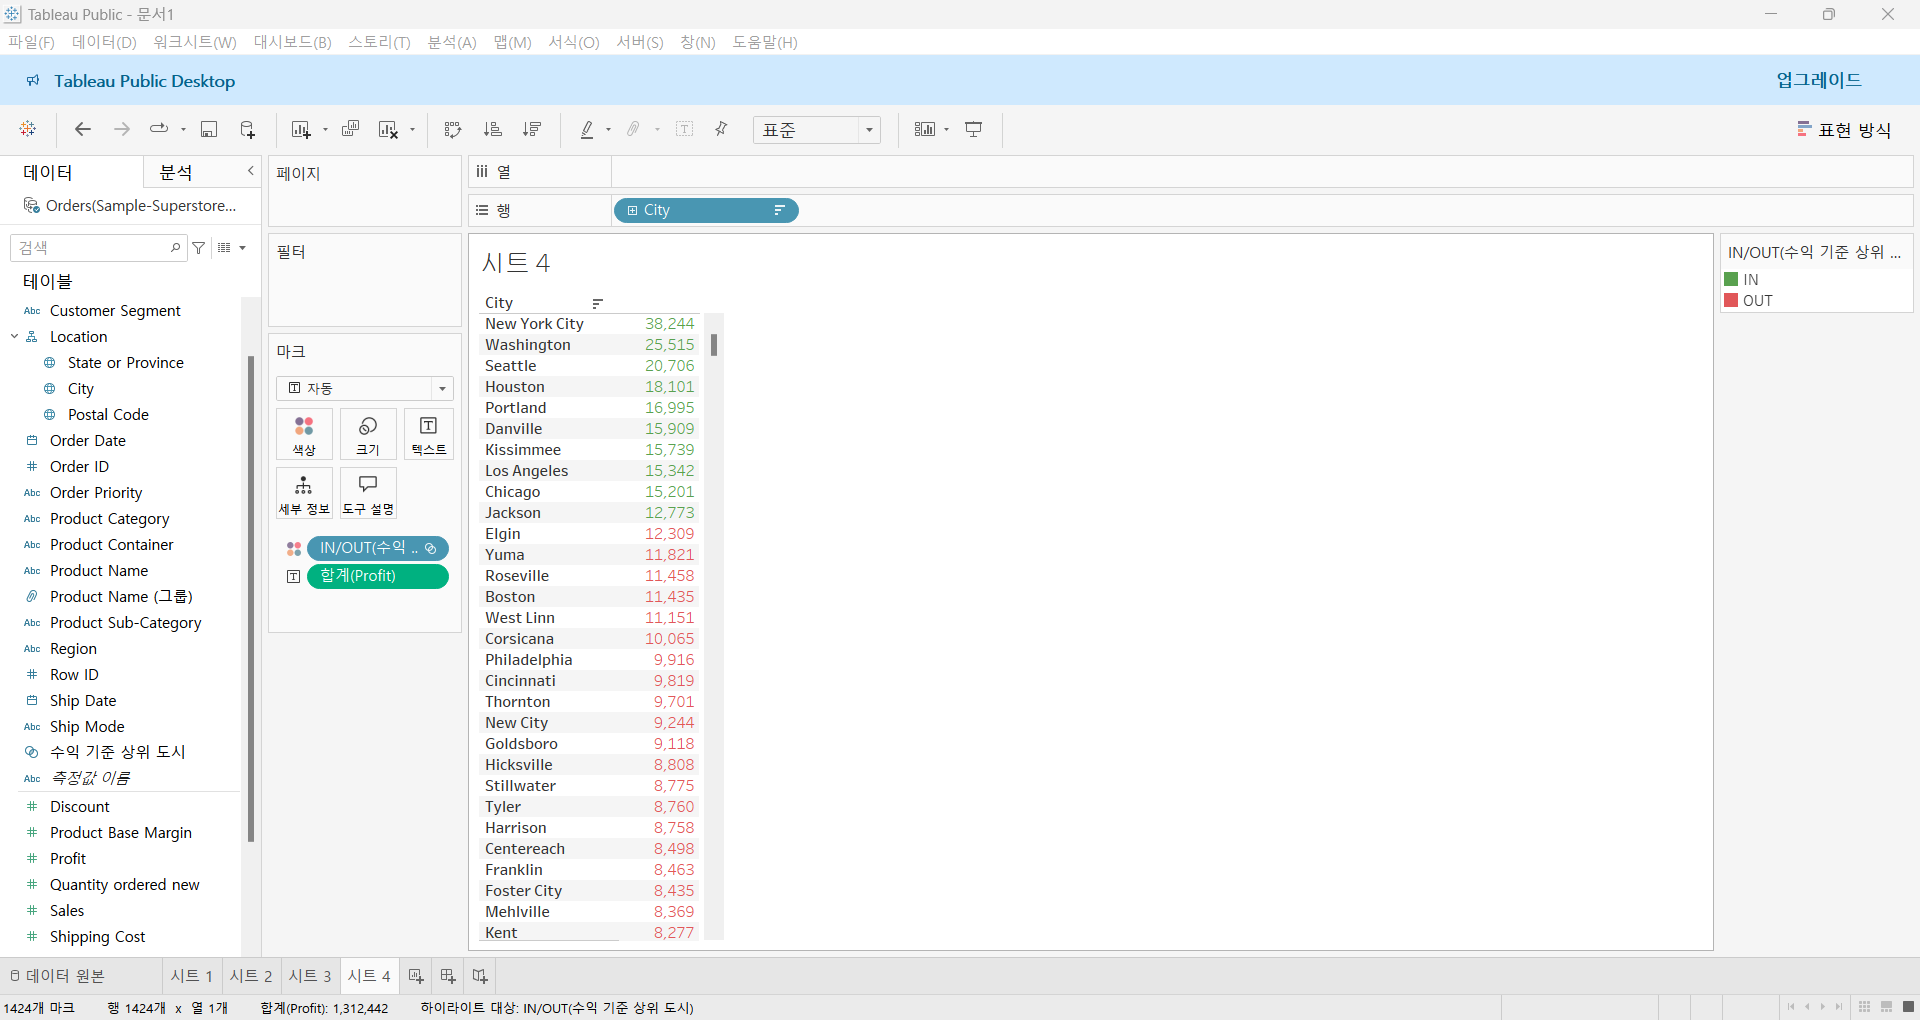 Tableau Public - 문서1
파일(F) 데이터(D) 워크시트(W) 대시보드(B) 스토리(T) 분석(A) 맵(M) 서식(O) 서버(S) 창(N) 도움말(H)
Tableau Public Desktop
업그레이드
표준
표현 방식
데이터
분석
Orders(Sample-Superstore...
검색
테이블
Abc Customer Segment
Location
State or Province
City
Postal Code
Order Date
Order ID
Abc Order Priority
Abc Product Category
Abc Product Container
Abc Product Name
Product Name (그룹)
Abc Product Sub-Category
Abc Region
Row ID
Ship Date
Abc Ship Mode
수익 기준 상위 도시
Abc 측정값 이름
Discount
Product Base Margin
Profit
Quantity ordered new
Sales
Shipping Cost
페이지
필터
마크
자동
색상
크기
텍스트
세부 정보
도구 설명
IN/OUT(수익 ..
합계(Profit)
열
행
City
시트 4
City
New York City 38,244
Washington 25,515
Seattle 20,706
Houston 18,101
Portland 16,995
Danville 15,909
Kissimmee 15,739
Los Angeles 15,342
Chicago 15,201
Jackson 12,773
Elgin 12,309
Yuma 11,821
Roseville 11,458
Boston 11,435
West Linn 11,151
Corsicana 10,065
Philadelphia 9,916
Cincinnati 9,819
Thornton 9,701
New City 9,244
Goldsboro 9,118
Hicksville 8,808
Stillwater 8,775
Tyler 8,760
Harrison 8,758
Centereach 8,498
Franklin 8,463
Foster City 8,435
Mehlville 8,369
Kent 8,277
IN/OUT(수익 기준 상위 ...
IN
OUT
데이터 원본
시트 1
시트 2
시트 3
시트 4
1424개 마크 행 1424개 x 열 1개 합계(Profit): 1,312,442 하이라이트 대상: IN/OUT(수익 기준 상위 도시)